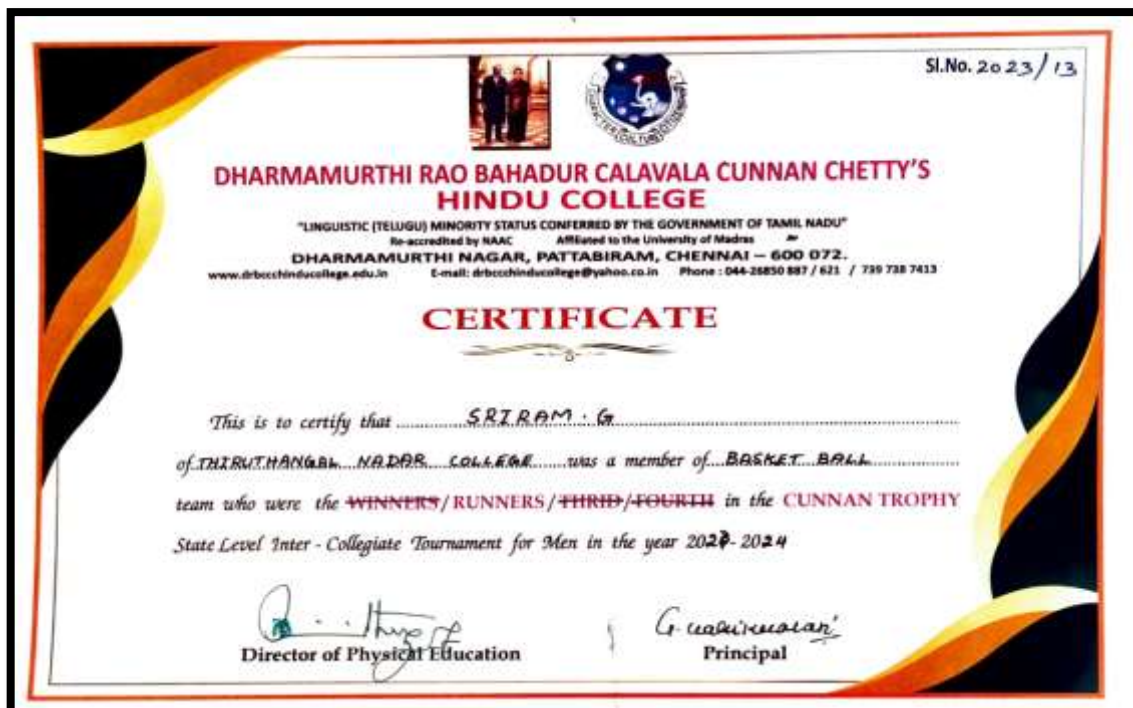 Sl.No. 2023/13
DHARMAMURTHI RAO BAHADUR CALAVALA CUNNAN CHETTY'S
HINDU COLLEGE
"LINGUISTIC (TELUGU) MINORITY STATUS CONFERRED BY THE GOVERNMENT OF TAMIL NADU"
Re-accredited by NAAC Affiliated to the University of Madras
DHARMAMURTHI NAGAR, PATTABIRAM, CHENNAI – 600 072.
www.drbccchinducollege.edu.in E-mail: drbccchinducollege@yahoo.co.in Phone : 044-26850 887 / 621 / 739 738 7413
CERTIFICATE
This is to certify that SRIRAM. G
of THIRUTHANGAL NADAR COLLEGE was a member of BASKET BALL
team who were the WINNERS / RUNNERS / THRID / FOURTH in the CUNNAN TROPHY
State Level Inter - Collegiate Tournament for Men in the year 2023- 2024
Director of Physical Education
Principal